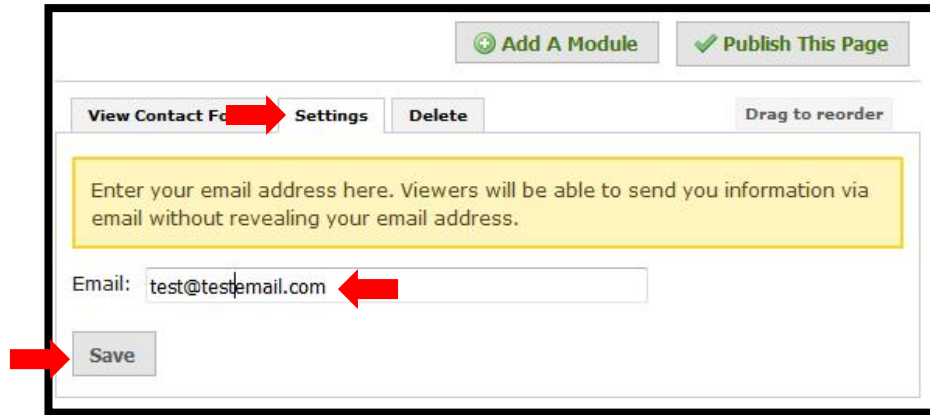 Add A Module Publish This Page
View Contact Fo Settings Delete Drag to reorder
Enter your email address here. Viewers will be able to send you information via
email without revealing your email address.
Email: test@testemail.com
Save